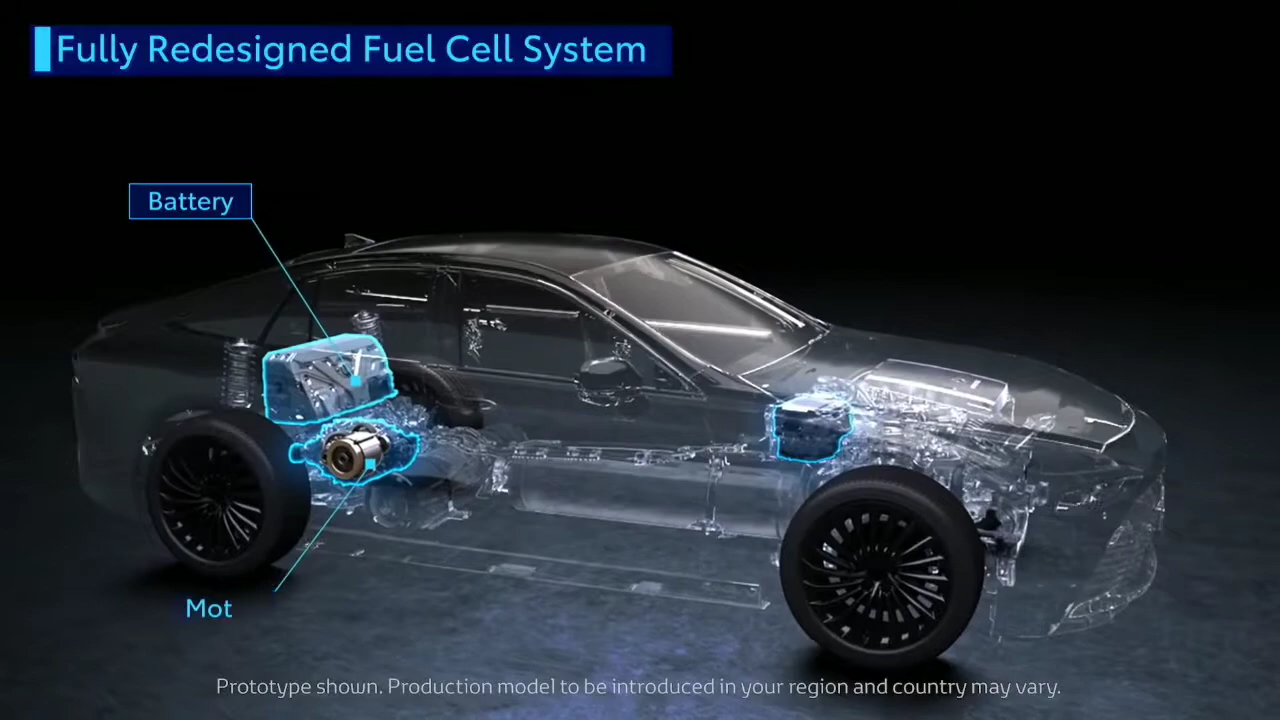 Fully Redesigned Fuel Cell System
Battery
Mot
Prototype shown. Production model to be introduced in your region and country may vary.